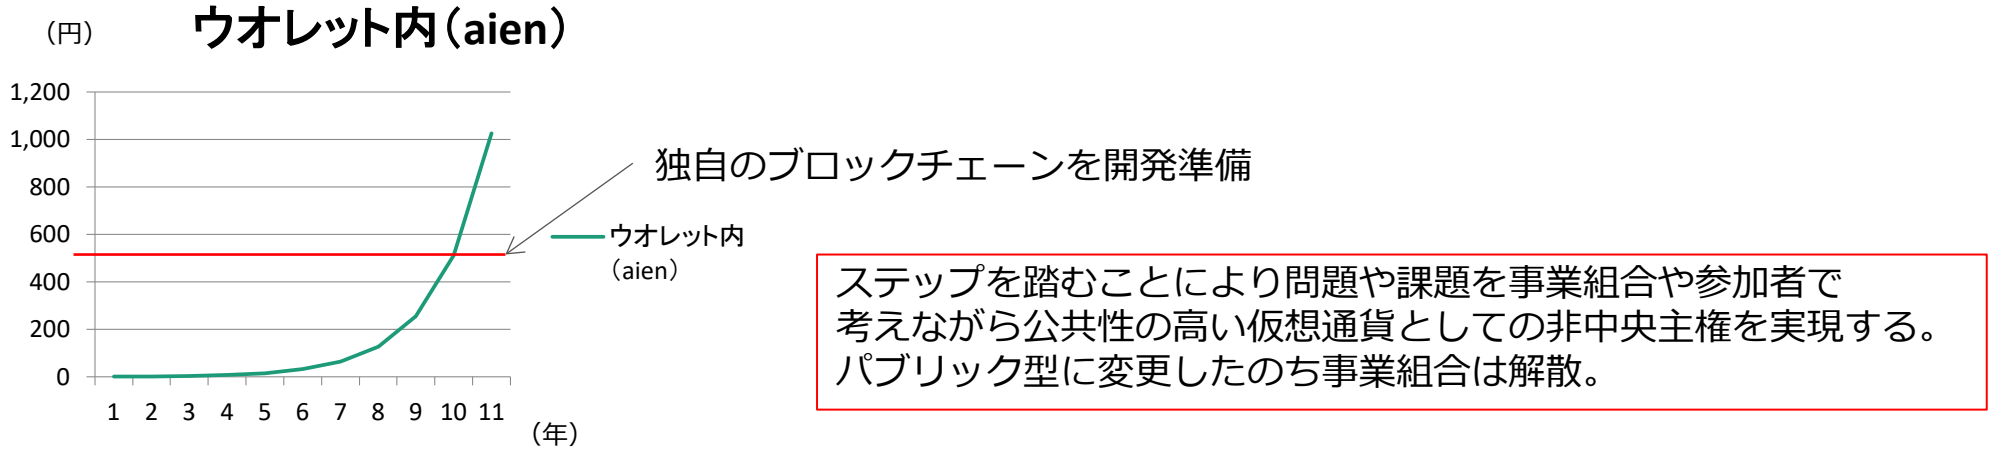 （円）
ウオレット内（aien）
1,200
1,000
800
600
400
200
0
1 2 3 4 5 6 7 8 9 10 11
（年）
ウオレット内
（aien）
独自のブロックチェーンを開発準備
ステップを踏むことにより問題や課題を事業組合や参加者で
考えながら公共性の高い仮想通貨としての非中央主権を実現する。
パブリック型に変更したのち事業組合は解散。